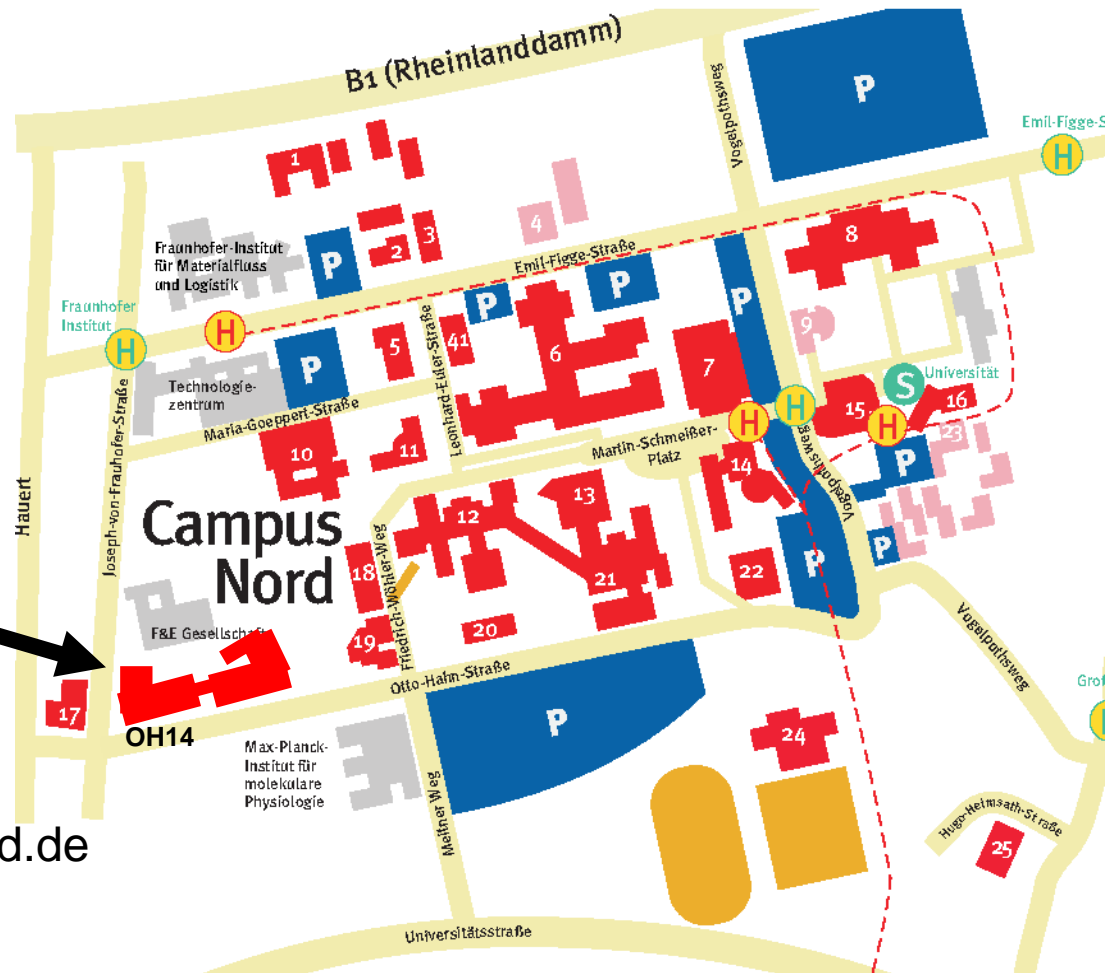 B1 (Rheinlanddamm)
Vogelpothsweg
P
Emil-Figge-S
H
1
4
3
2
8
Fraunhofer-Institut
für Materialfluss
und Logistik
P
Emil-Figge-Straße
P
P
P
Fraunhofer
Institut
H
H
9
41
5
6
7
Technologie-
zentrum
P
Leonhard-Euler-Straße
S
Universität
Maria-Goeppert-Straße
H
H
15
16
H
23
10
11
Martin-Schmeißer-
Platz
14
P
Vogelpothsweg
Hauert
Joseph-von-Fraunhofer-Straße
Campus
Nord
12
13
18
Friedrich-Wöhler-Weg
21
22
P
P
F&E Gesellschaft
19
20
Otto-Hahn-Straße
Vogelpothsweg
17
OH14
P
24
Max-Planck-
Institut für
molekulare
Physiologie
Meitner Weg
Hugo-Heimsath-Straße
25
d.de
Universitätsstraße